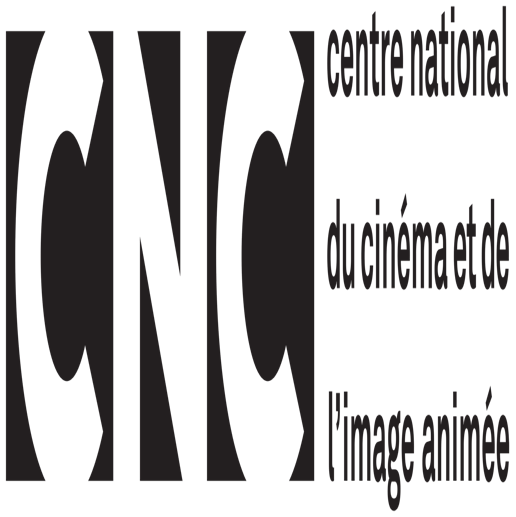 CNC
centre national
du cinéma et de
l'image animée